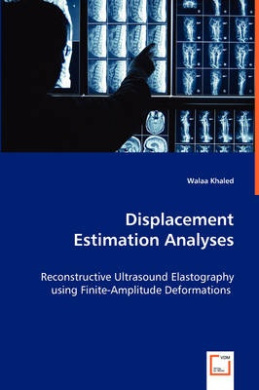 Walaa Khaled
Displacement
Estimation Analyses
Reconstructive Ultrasound Elastography
using Finite-Amplitude Deformations
VDM